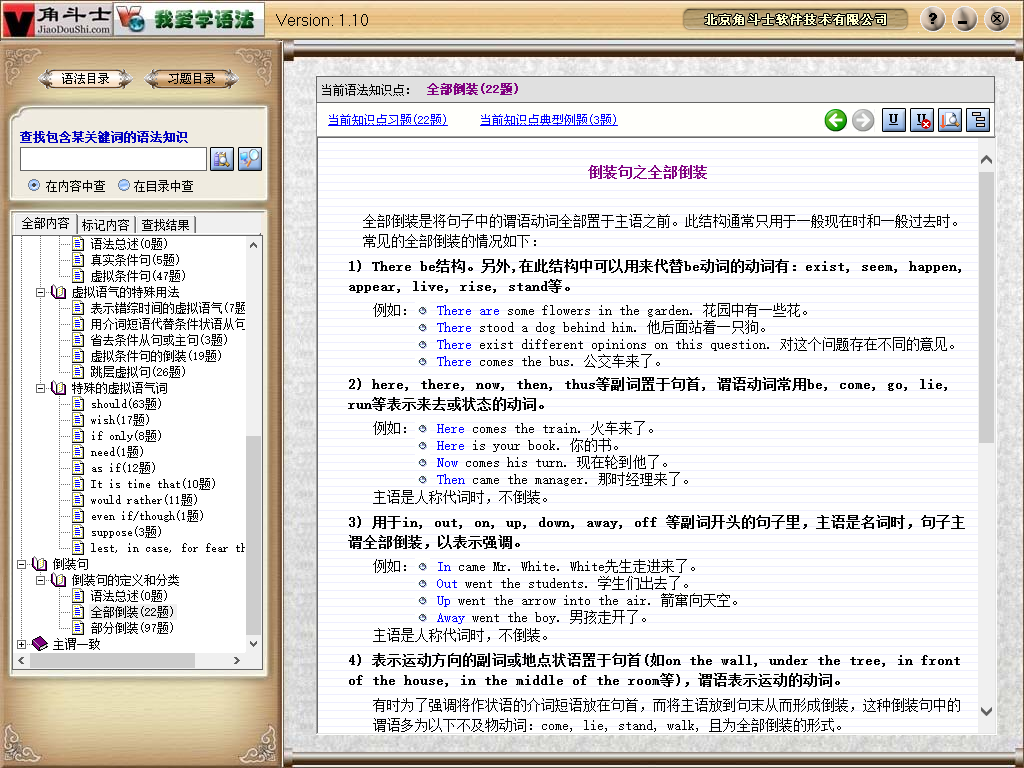 角斗士
JiaoDouShi.com
我爱学语法
Version: 1.10
北京角斗士软件技术有限公司
语法目录
习题目录
查找包含某关键词的语法知识
在内容中查
在目录中查
全部内容
标记内容
查找结果
语法总述(0题)
真实条件句(5题)
虚拟条件句(47题)
虚拟语气的特殊用法
表示错综时间的虚拟语气(7题
用介词短语代替条件状语从句
省去条件从句或主句(3题)
虚拟条件句的倒装(19题)
跳层虚拟句(26题)
特殊的虚拟语气词
should(63题)
wish(17题)
if only(8题)
need(1题)
as if(12题)
It is time that(10题)
would rather(11题)
even if/though(1题)
suppose(3题)
lest, in case, for fear th
倒装句
倒装句的定义和分类
语法总述(0题)
全部倒装(22题)
部分倒装(97题)
主谓一致
当前语法知识点: 全部倒装(22题)
当前知识点习题(22题)
当前知识点典型例题(3题)
倒装句之全部倒装
全部倒装是将句子中的谓语动词全部置于主语之前。此结构通常只用于一般现在时和一般过去时。
常见的全部倒装的情况如下:
1) There be结构。另外,在此结构中可以用来代替be动词的动词有: exist, seem, happen,
appear, live, rise, stand等。
例如: There are some flowers in the garden. 花园中有一些花。
There stood a dog behind him. 他后面站着一只狗。
There exist different opinions on this question. 对这个问题存在不同的意见。
There comes the bus. 公交车来了。
2) here, there, now, then, thus等副词置于句首, 谓语动词常用be, come, go, lie,
run等表示来去或状态的动词。
例如: Here comes the train. 火车来了。
Here is your book. 你的书。
Now comes his turn. 现在轮到他了。
Then came the manager. 那时经理来了。
主语是人称代词时, 不倒装。
3) 用于in, out, on, up, down, away, off 等副词开头的句子里, 主语是名词时, 句子主
谓全部倒装, 以表示强调。
例如: In came Mr. White. White先生走进来了。
Out went the students. 学生们出去了。
Up went the arrow into the air. 箭窜向天空。
Away went the boy. 男孩走开了。
主语是人称代词时, 不倒装。
4) 表示运动方向的副词或地点状语置于句首(如on the wall, under the tree, in front
of the house, in the middle of the room等), 谓语表示运动的动词。
有时为了强调将作状语的介词短语放在句首, 而将主语放到句末从而形成倒装, 这种倒装句中的
谓语多为以下不及物动词: come, lie, stand, walk, 且为全部倒装的形式。